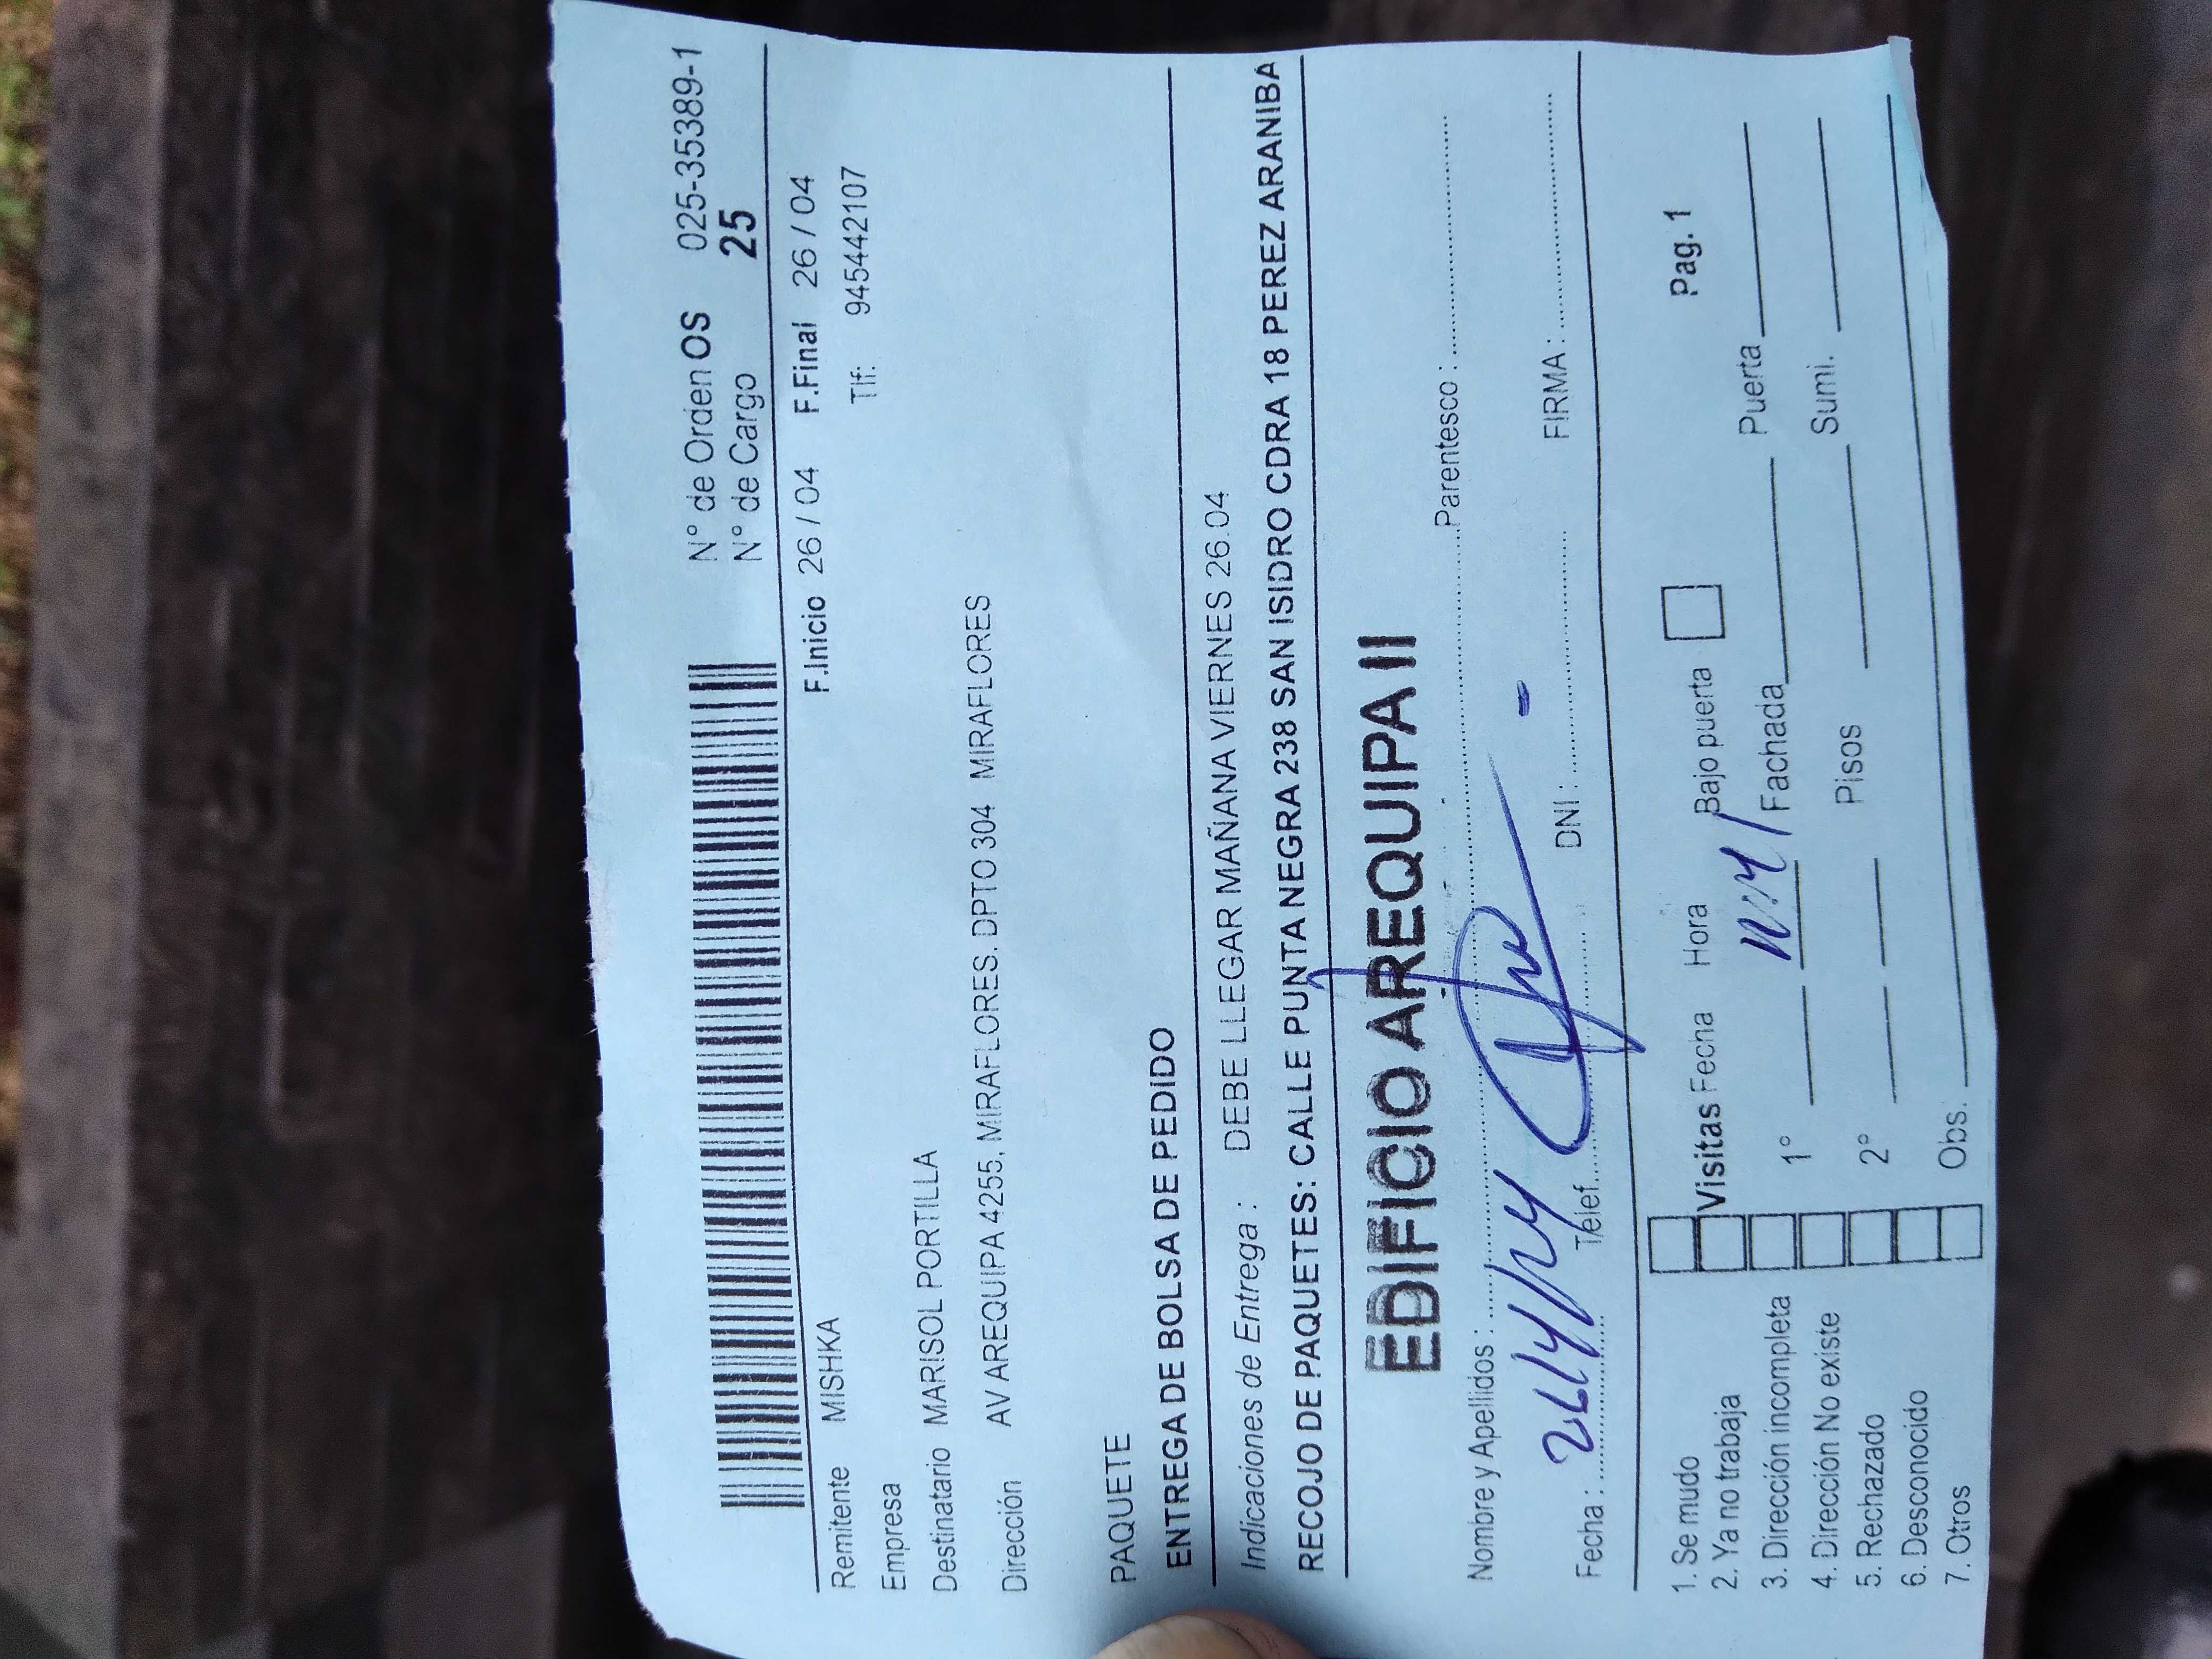 N° de Orden OS 025-35389-1
N° de Cargo 25
F.Inicio 26 / 04 F.Final 26 / 04
Remitente MISHKA Tlf: 945442107
Empresa
Destinatario MARISOL PORTILLA
Dirección AV AREQUIPA 4255, MIRAFLORES. DPTO 304 MIRAFLORES
PAQUETE
ENTREGA DE BOLSA DE PEDIDO
Indicaciones de Entrega : DEBE LLEGAR MAÑANA VIERNES 26.04
RECOJO DE PAQUETES: CALLE PUNTA NEGRA 238 SAN ISIDRO CDRA 18 PEREZ ARANIBA
EDIFICIO AREQUIPA II
Nombre y Apellidos : Parentesco :
Fecha : Telef. DNI : FIRMA :
1. Se mudo
2. Ya no trabaja Visitas Fecha Hora Bajo puerta Pag. 1
3. Dirección incompleta 1° Fachada Puerta
4. Dirección No existe
5. Rechazado 2° Pisos Sumi.
6. Desconocido
7. Otros Obs.